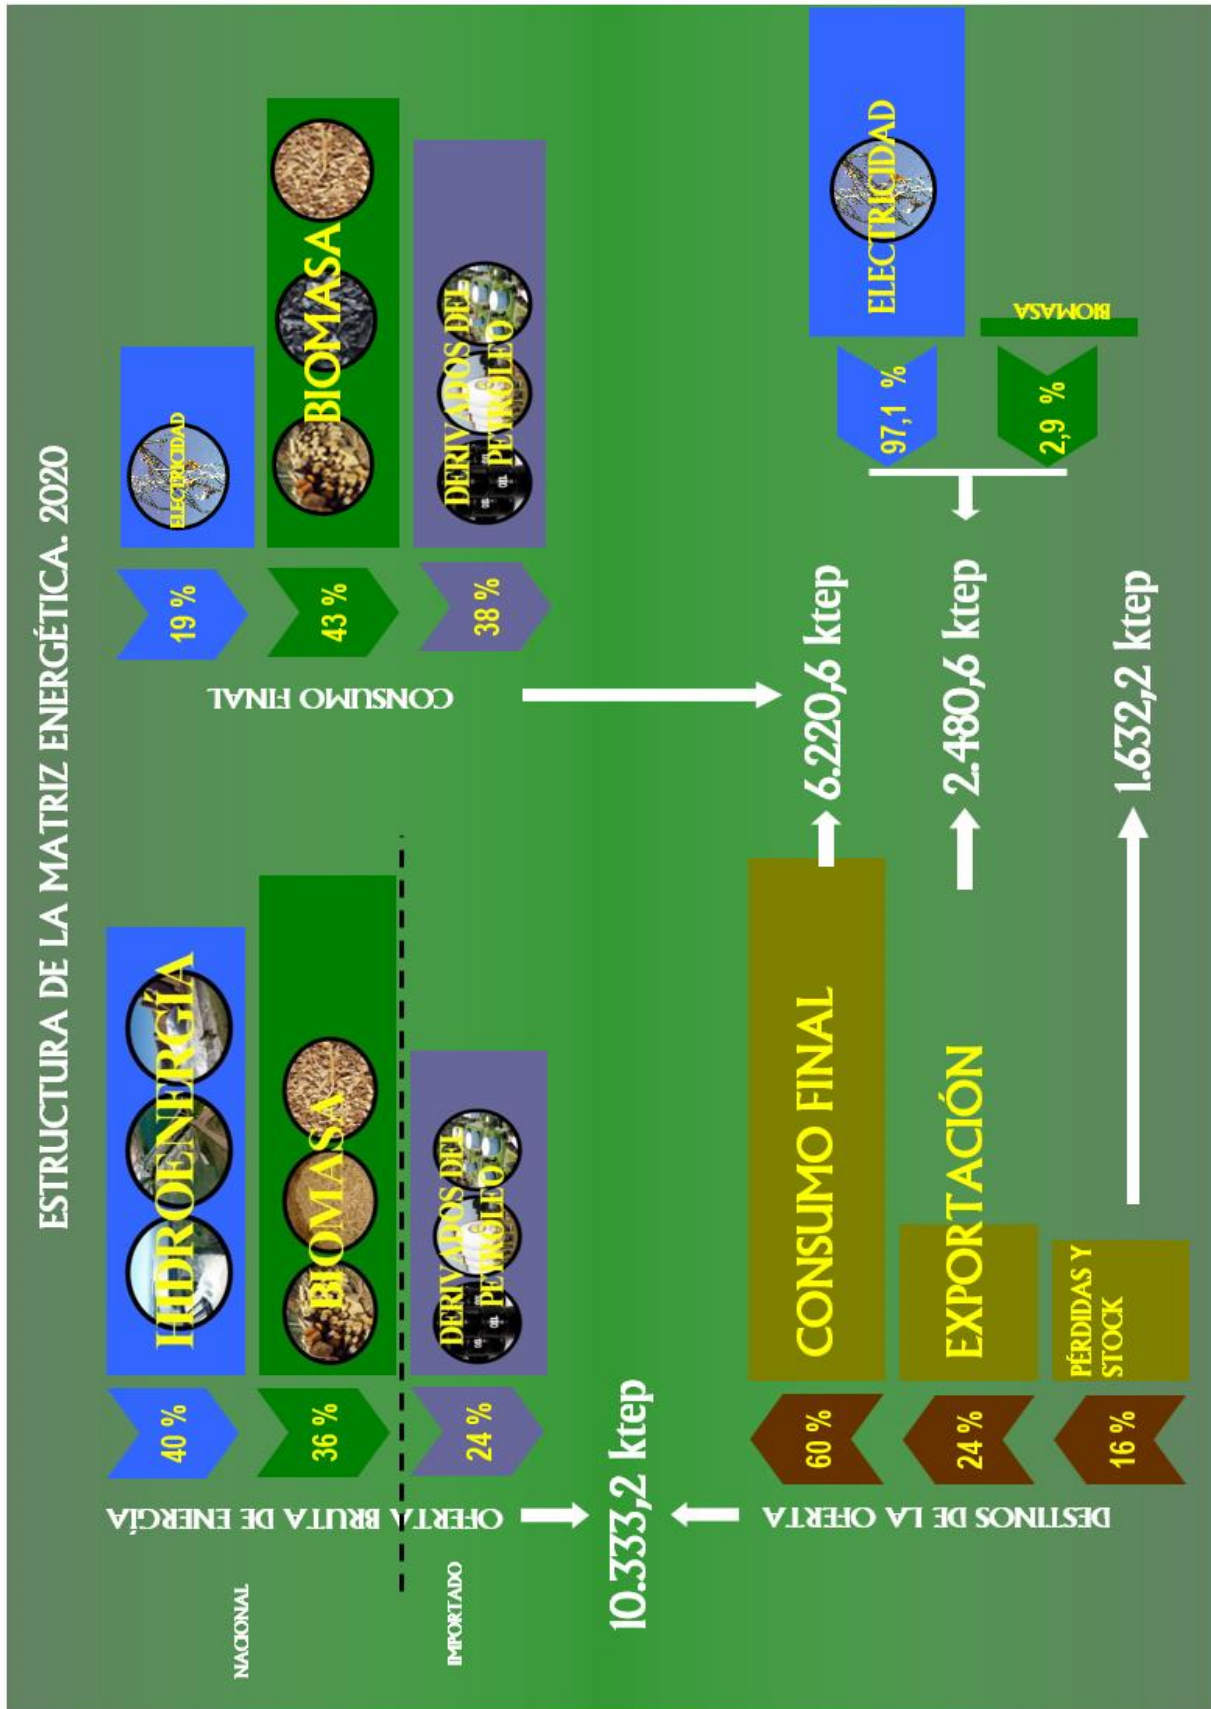 ESTRUCTURA DE LA MATRIZ ENERGÉTICA. 2020
OFERTA BRUTA DE ENERGÍA
NACIONAL
40 %
HIDROENERGÍA
36 %
BIOMASA
IMPORTADO
24 %
DERIVADOS DEL
PETROLEO
CONSUMO FINAL
19 %
ELECTRICIDAD
43 %
BIOMASA
38 %
DERIVADOS DEL
PETROLEO
10.333,2 ktep
DESTINOS DE LA OFERTA
60 %
CONSUMO FINAL
6.220,6 ktep
24 %
EXPORTACIÓN
2.480,6 ktep
16 %
PÉRDIDAS Y
STOCK
1.632,2 ktep
97,1 %
ELECTRICIDAD
2,9 %
BIOMASA